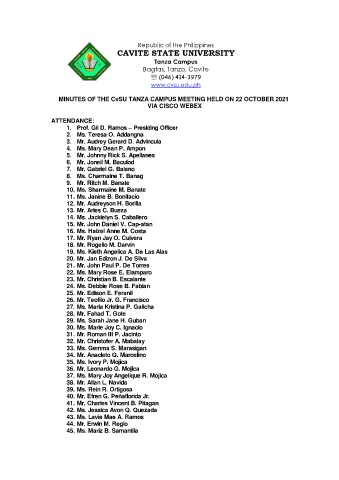 Republic of the Philippines
CAVITE STATE UNIVERSITY
Tanza Campus
Bagtas, Tanza, Cavite
☏ (046) 414-3979
www.cvsu.edu.ph
MINUTES OF THE CvSU TANZA CAMPUS MEETING HELD ON 22 OCTOBER 2021
VIA CISCO WEBEX
ATTENDANCE:
1. Prof. Gil D. Ramos – Presiding Officer
2. Ms. Teresa O. Addangna
3. Mr. Audrey Gerard D. Advincula
4. Ms. Mary Dean P. Ampon
5. Mr. Johnny Rick S. Apellanes
6. Mr. Joneil M. Baculod
7. Mr. Gabriel G. Balano
8. Ms. Charmaine T. Banag
9. Mr. Ritch M. Banate
10. Ms. Sharmaine M. Banate
11. Ms. Janine B. Bonifacio
12. Mr. Audreyson H. Borilla
13. Mr. Aries C. Bueza
14. Ms. Jackielyn S. Caballero
15. Mr. John Daniel V. Cap-atan
16. Ms. Haizel Anne M. Costa
17. Mr. Ryan Jay O. Culvera
18. Mr. Rogelio M. Darvin
19. Ms. Kieth Angelica A. De Las Alas
20. Mr. Jan Edizon J. De Silva
21. Mr. John Paul P. De Torres
22. Ms. Mary Rose E. Elamparo
23. Mr. Christian B. Escalante
24. Ms. Debbie Rose B. Fabian
25. Mr. Edison E. Feranil
26. Mr. Teofilo Jr. G. Francisco
27. Ms. Maria Kristina P. Galicha
28. Mr. Fahad T. Gole
29. Ms. Sarah Jane H. Guban
30. Ms. Marie Joy C. Ignacio
31. Mr. Roman III P. Jacinto
32. Mr. Christofer A. Mabalay
33. Ms. Gemma S. Marasigan
34. Mr. Anacleto G. Marcelino
35. Ms. Ivory P. Mojica
36. Mr. Leonardo G. Mojica
37. Ms. Mary Joy Angelique R. Mojica
38. Mr. Allan L. Navida
39. Ms. Rein R. Ortigosa
40. Mr. Efren G. Peñaflorida Jr.
41. Mr. Charles Vincent B. Pitagan
42. Ms. Jessica Avon Q. Quezada
43. Ms. Lavie Mae A. Ramos
44. Mr. Erwin M. Regio
45. Ms. Mariz B. Samantila